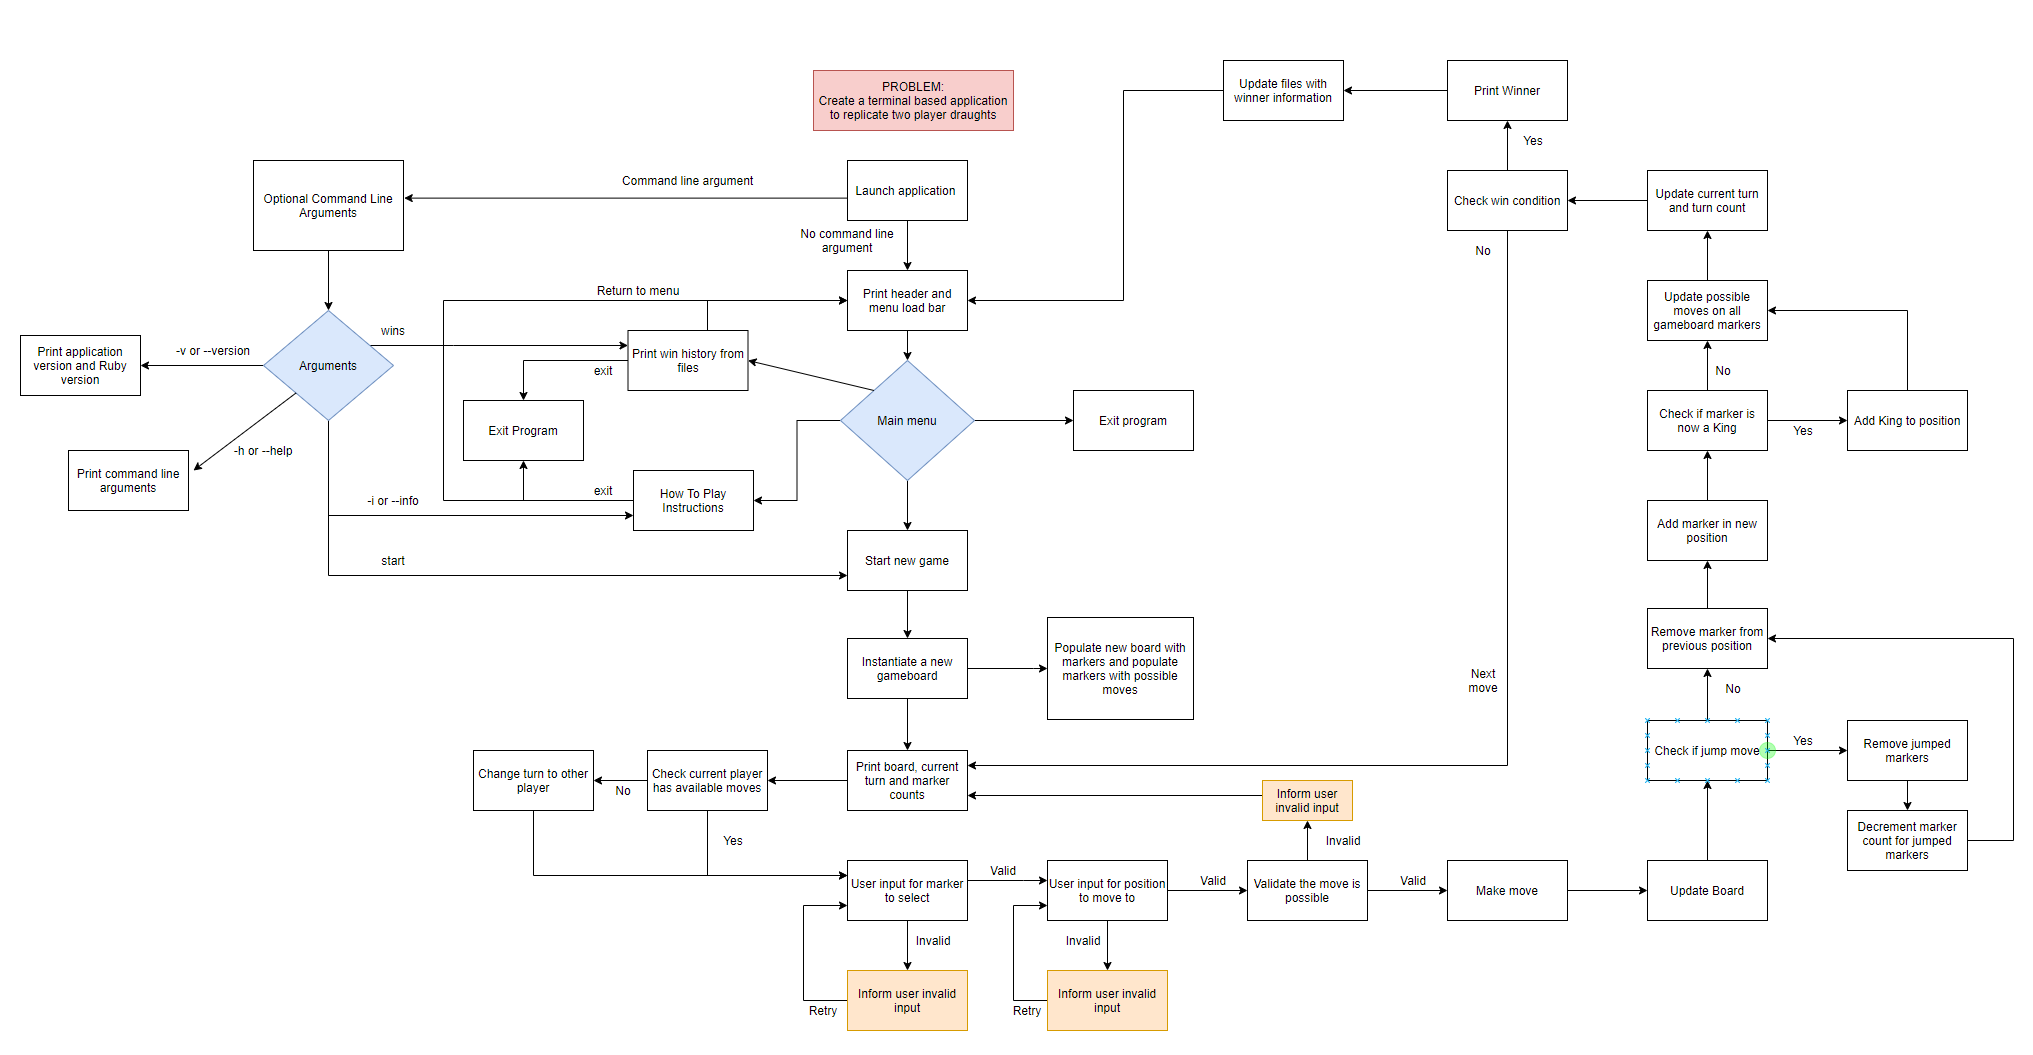 PROBLEM:
Create a terminal based application
to replicate two player draughts
Update files with
winner information
Print Winner
Yes
Optional Command Line
Arguments
Command line argument
Launch application
Check win condition
Update current turn
and turn count
No command line
argument
No
Return to menu
Print header and
menu load bar
Update possible
moves on all
gameboard markers
wins
Print application
version and Ruby
version
-v or --version
Arguments
Print win history from
files
exit
No
Exit Program
Main menu
Exit program
Check if marker is
now a King
Yes
Add King to position
-h or --help
Print command line
arguments
-i or --info
exit
How To Play
Instructions
Add marker in new
position
start
Start new game
Instantiate a new
gameboard
Populate new board with
markers and populate
markers with possible
moves
Next
move
Remove marker from
previous position
No
Change turn to other
player
No
Check current player
has available moves
Print board, current
turn and marker
counts
Inform user
invalid input
Check if jump move
Yes
Remove jumped
markers
Yes
Invalid
Decrement marker
count for jumped
markers
User input for marker
to select
Valid
User input for position
to move to
Valid
Validate the move is
possible
Valid
Make move
Update Board
Invalid
Invalid
Inform user invalid
input
Retry
Inform user invalid
input
Retry